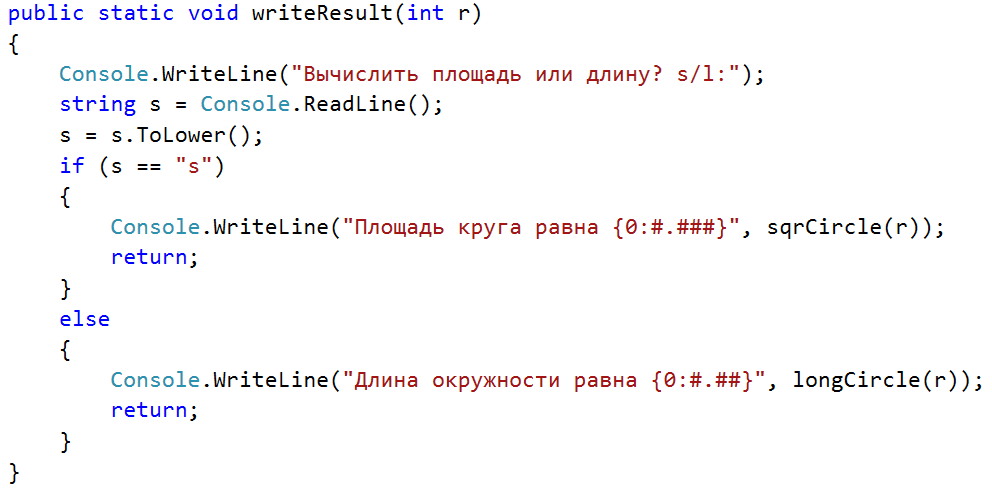 public static void writeResult(int r)
{
    Console.WriteLine("Вычислить площадь или длину? s/l:");
    string s = Console.ReadLine();
    s = s.ToLower();
    if (s == "s")
    {
        Console.WriteLine("Площадь круга равна {0:#.###}", sqrCircle(r));
        return;
    }
    else
    {
        Console.WriteLine("Длина окружности равна {0:#.##}", longCircle(r));
        return;
    }
}